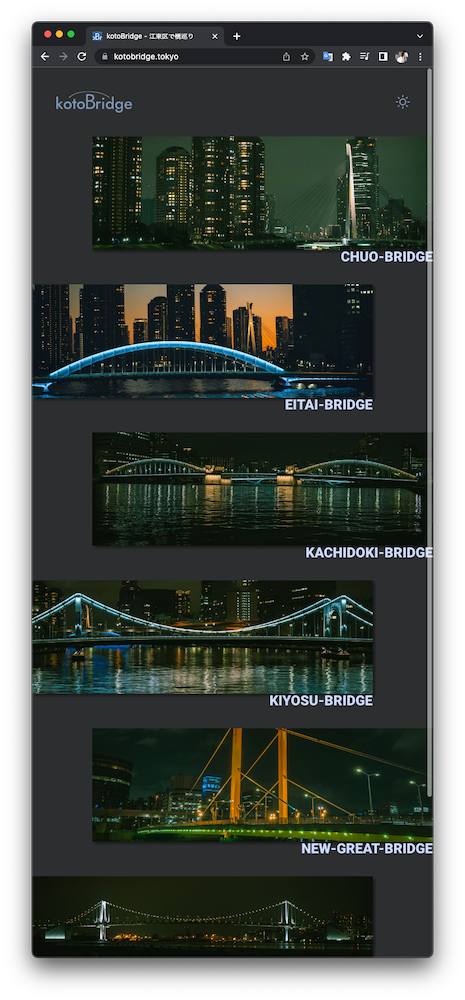 kotoBridge - 江東区で橋巡り
kotobridge.tokyo
kotoBridge
CHUO-BRIDGE
EITAI-BRIDGE
KACHIDOKI-BRIDGE
KIYOSU-BRIDGE
NEW-GREAT-BRIDGE